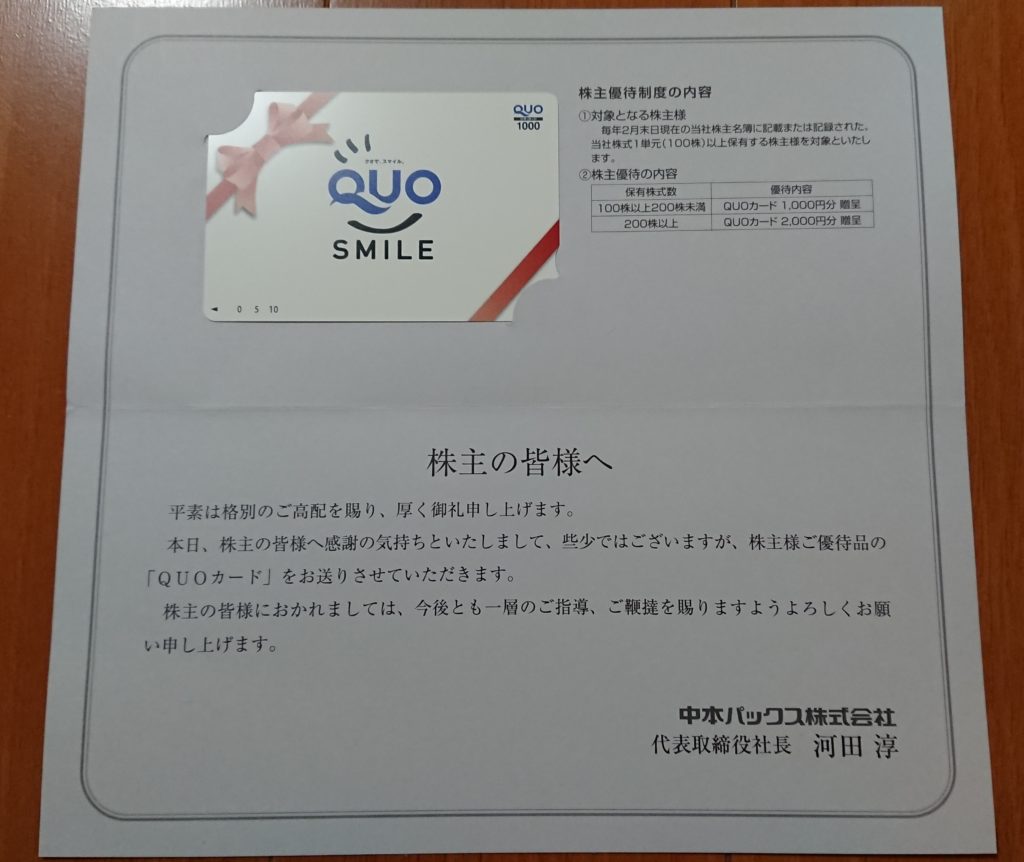 QUO
1000
クオで、スマイル。
QUO
SMILE
0 5 10
株主優待制度の内容
①対象となる株主様
毎年2月末日現在の当社株主名簿に記載または記録された、
当社株式1単元(100株)以上保有する株主様を対象といたし
ます。
②株主優待の内容
保有株式数 優待内容
100株以上200株未満 QUOカード 1,000円分 贈呈
200株以上 QUOカード 2,000円分 贈呈
株主の皆様へ
平素は格別のご高配を賜り、厚く御礼申し上げます。
本日、株主の皆様へ感謝の気持ちといたしまして、些少ではございますが、株主様ご優待品の
「QUOカード」をお送りさせていただきます。
株主の皆様におかれましては、今後とも一層のご指導、ご鞭撻を賜りますようよろしくお願
い申し上げます。
中本パックス株式会社
代表取締役社長 河田 淳